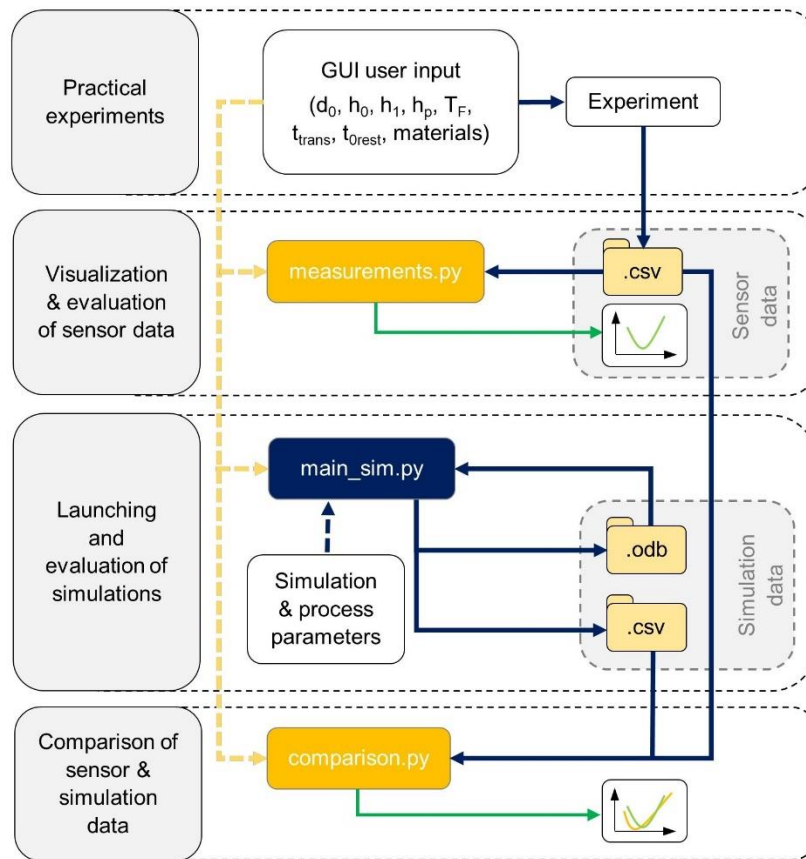 Practical
experiments
GUI user input
(d0, h0, h1, hp, TF,
ttrans, t0rest, materials)
Experiment
Visualization
& evaluation
of sensor data
measurements.py
.csv
Sensor
data
Launching
and
evaluation of
simulations
main_sim.py
Simulation
& process
parameters
.odb
.csv
Simulation
data
Comparison of
sensor &
simulation
data
comparison.py